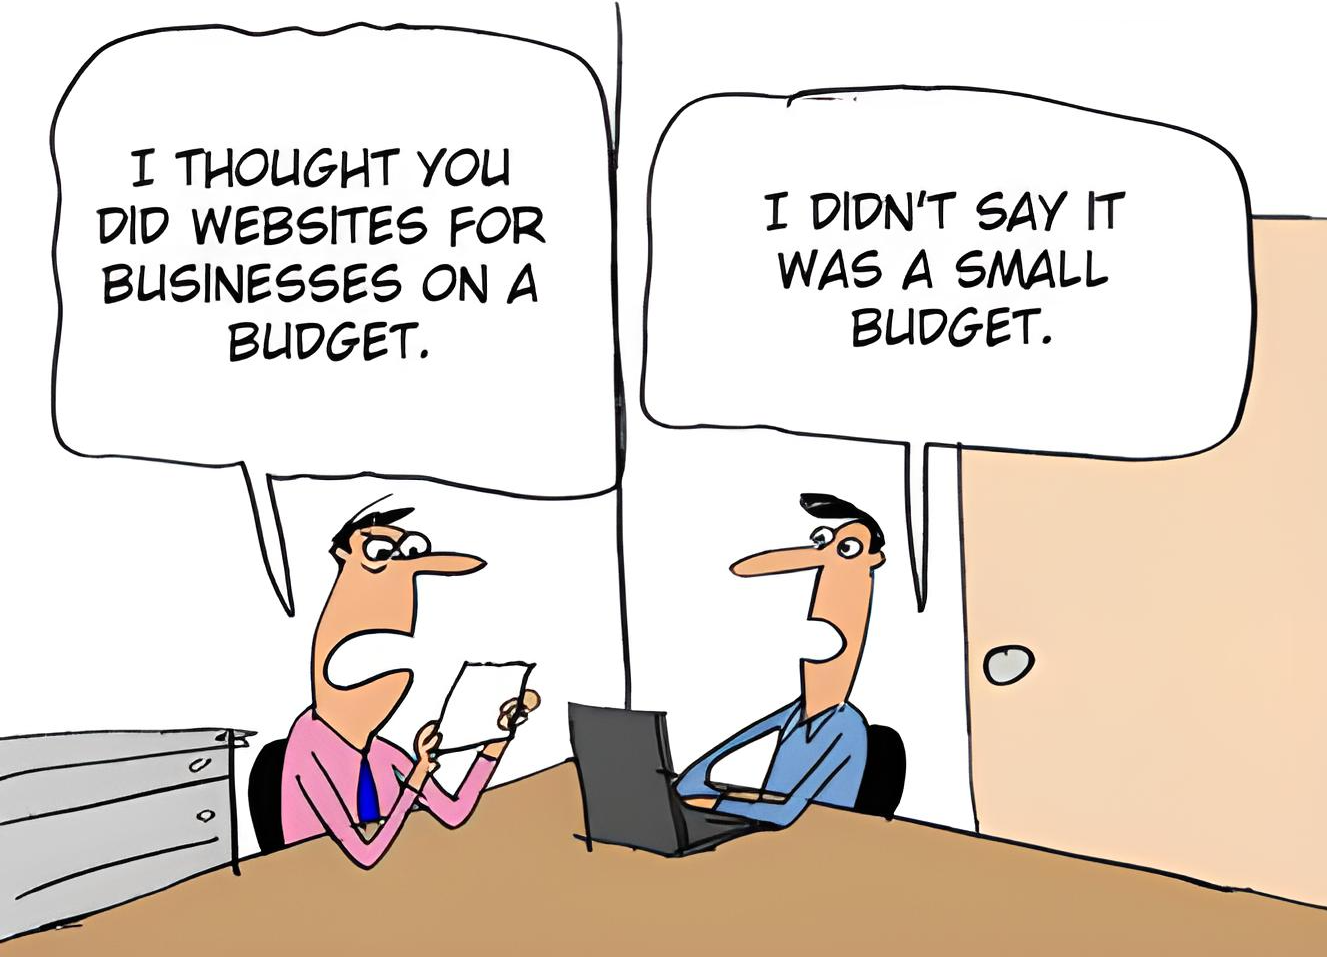 I THOUGHT YOU
DID WEBSITES FOR
BUSINESSES ON A
BUDGET.
I DIDN'T SAY IT
WAS A SMALL
BUDGET.